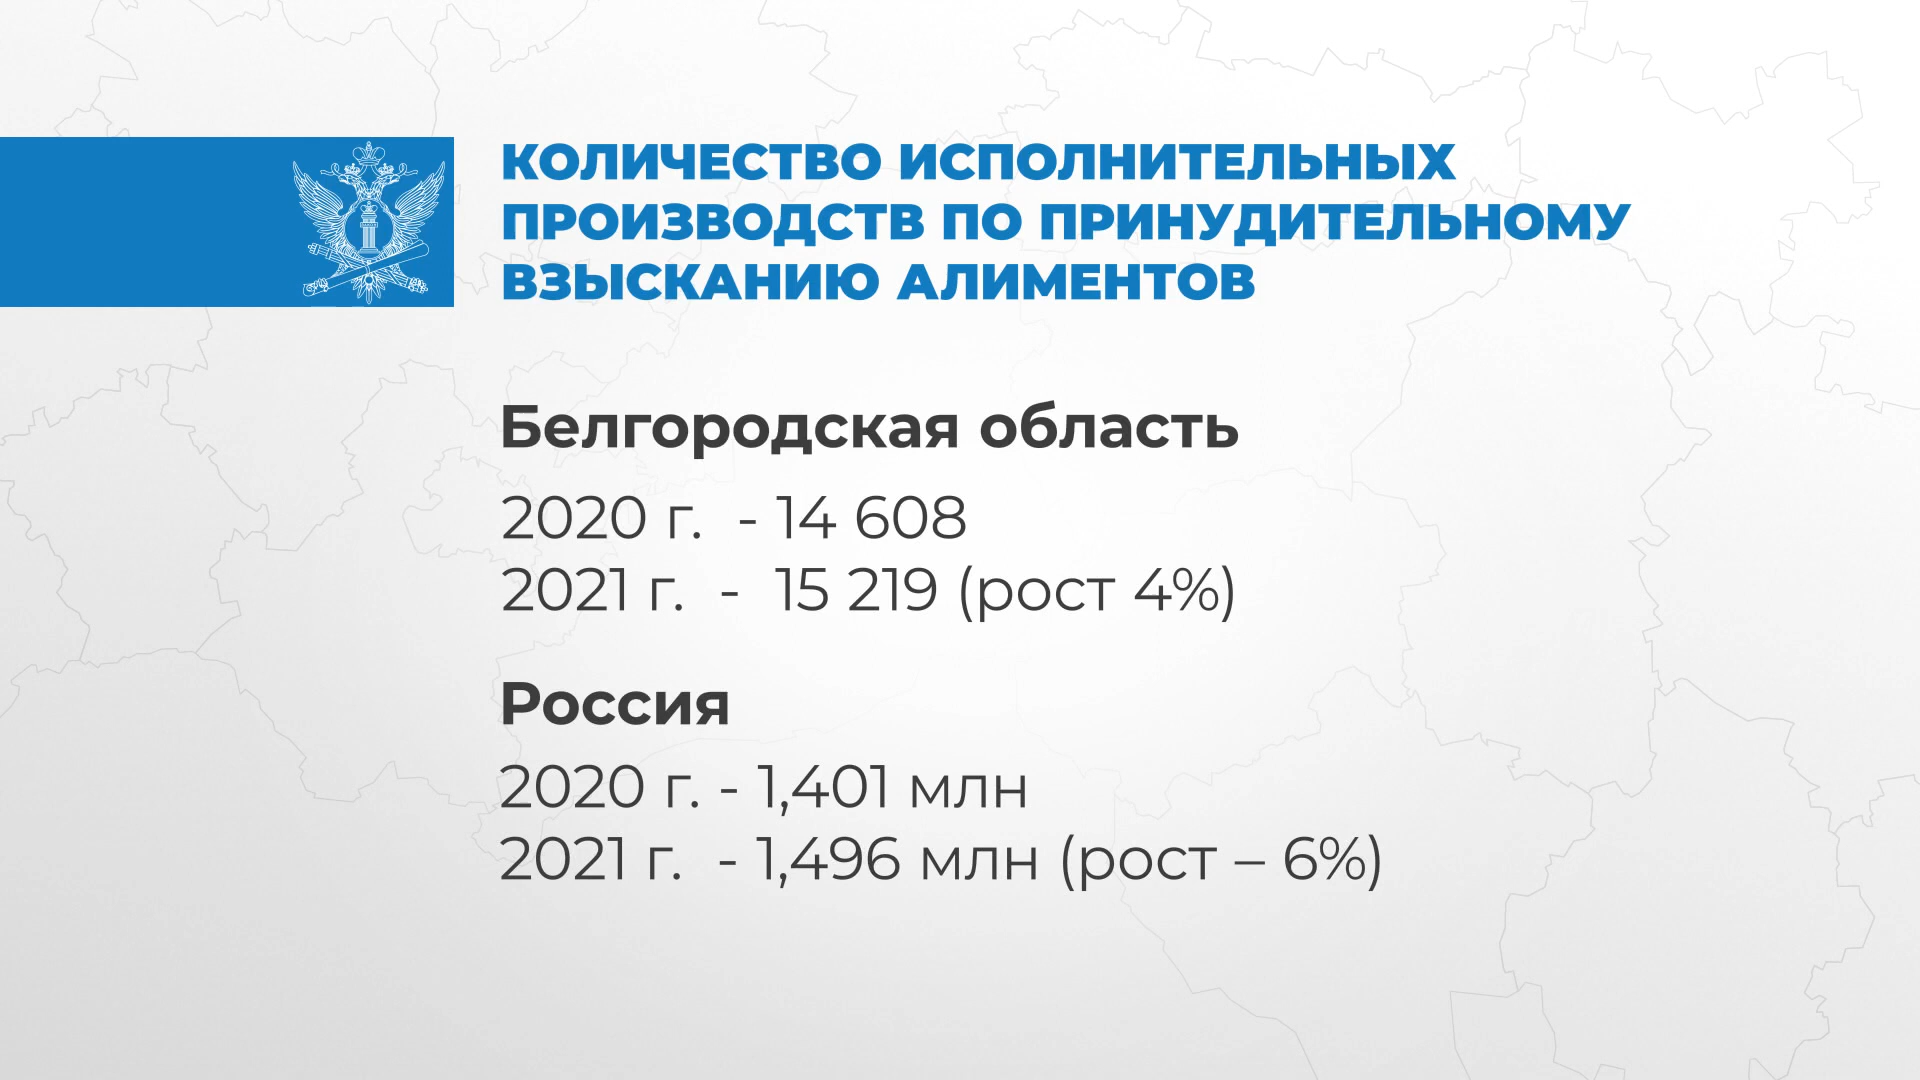 КОЛИЧЕСТВО ИСПОЛНИТЕЛЬНЫХ
ПРОИЗВОДСТВ ПО ПРИНУДИТЕЛЬНОМУ
ВЗЫСКАНИЮ АЛИМЕНТОВ
Белгородская область
2020 г. - 14 608
2021 г. - 15 219 (рост 4%)
Россия
2020 г. - 1,401 млн
2021 г. - 1,496 млн (рост – 6%)